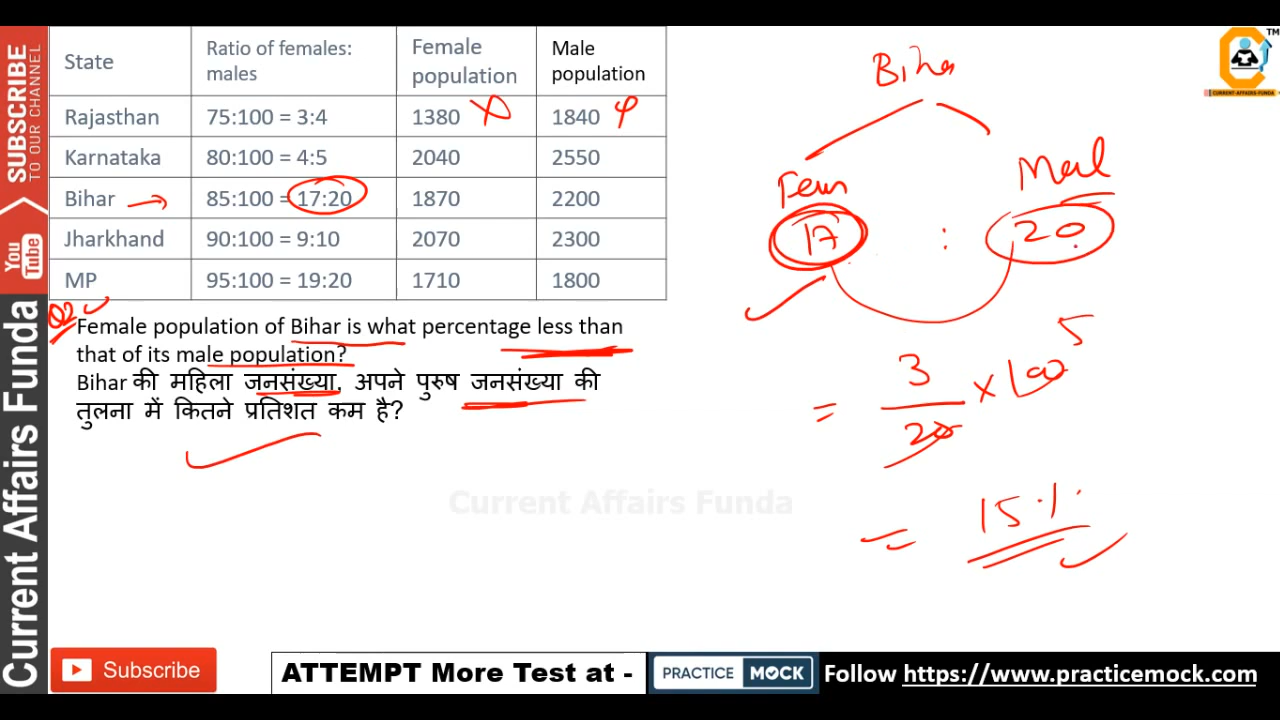 SUBSCRIBE
TO OUR CHANNEL
You
Tube
Current Affairs Funda
State | Ratio of females: males | Female population | Male population
Rajasthan | 75:100 = 3:4 | 1380 | 1840
Karnataka | 80:100 = 4:5 | 2040 | 2550
Bihar | 85:100 = 17:20 | 1870 | 2200
Jharkhand | 90:100 = 9:10 | 2070 | 2300
MP | 95:100 = 19:20 | 1710 | 1800
Q2
Female population of Bihar is what percentage less than
that of its male population?
Bihar की महिला जनसंख्या, अपने पुरुष जनसंख्या की
तुलना में कितने प्रतिशत कम है?
Bihar
Fem Mal
17 : 20
= 3/20 × 100 5
= 15%
Current Affairs Funda
TM
CURRENT-AFFAIRS-FUNDA
Subscribe
ATTEMPT More Test at -
PRACTICE MOCK
Follow https://www.practicemock.com